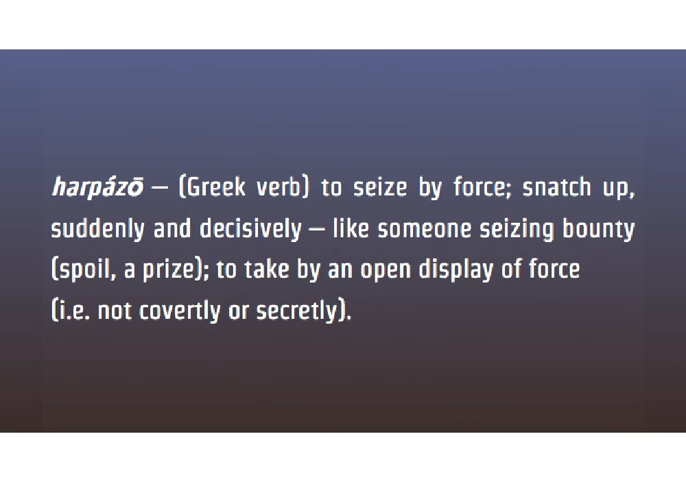 harpázō – (Greek verb) to seize by force; snatch up,
suddenly and decisively – like someone seizing bounty
(spoil, a prize); to take by an open display of force
(i.e. not covertly or secretly).